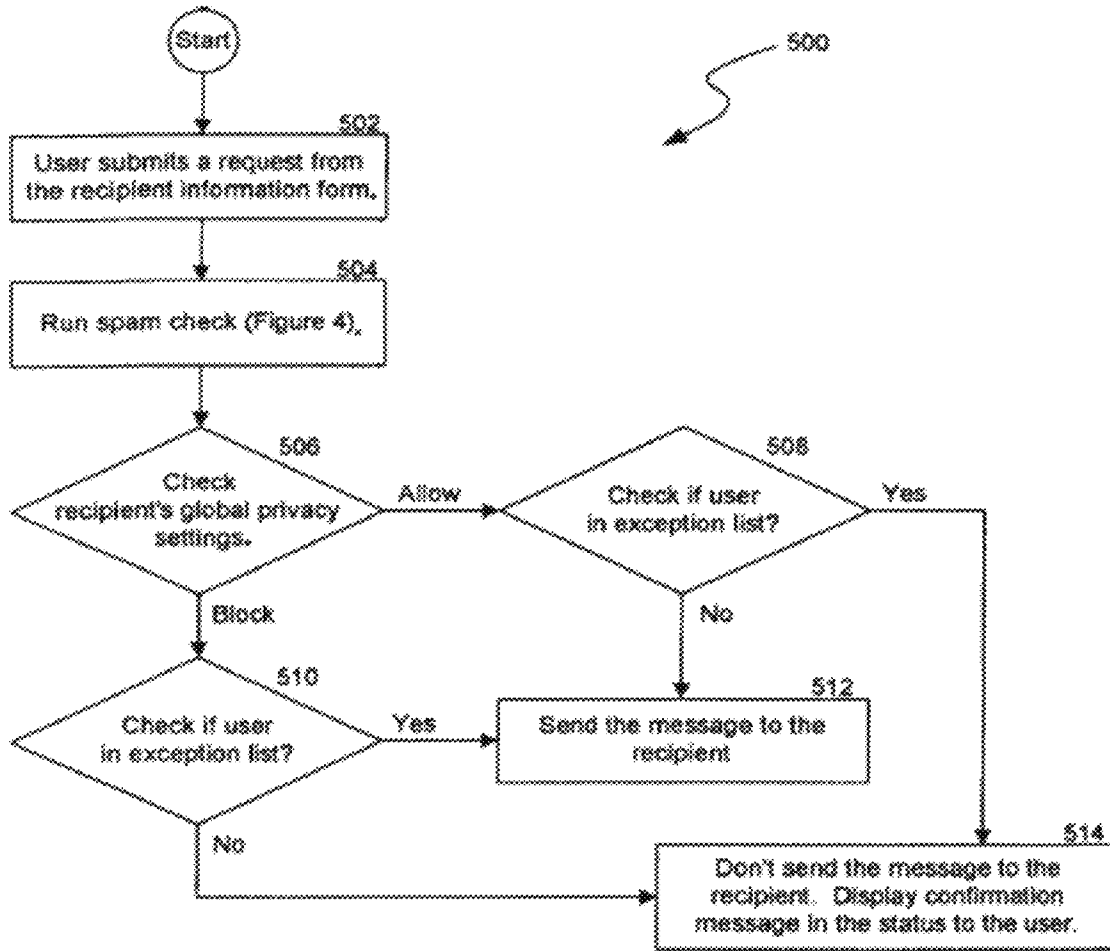 Start
500
502
User submits a request from
the recipient information form.
504
Run spam check (Figure 4).
506
Check
recipient's global privacy
settings.
Allow
508
Check if user
in exception list?
Yes
Block
No
510
Check if user
in exception list?
Yes
512
Send the message to the
recipient
No
514
Don't send the message to the
recipient. Display confirmation
message in the status to the user.